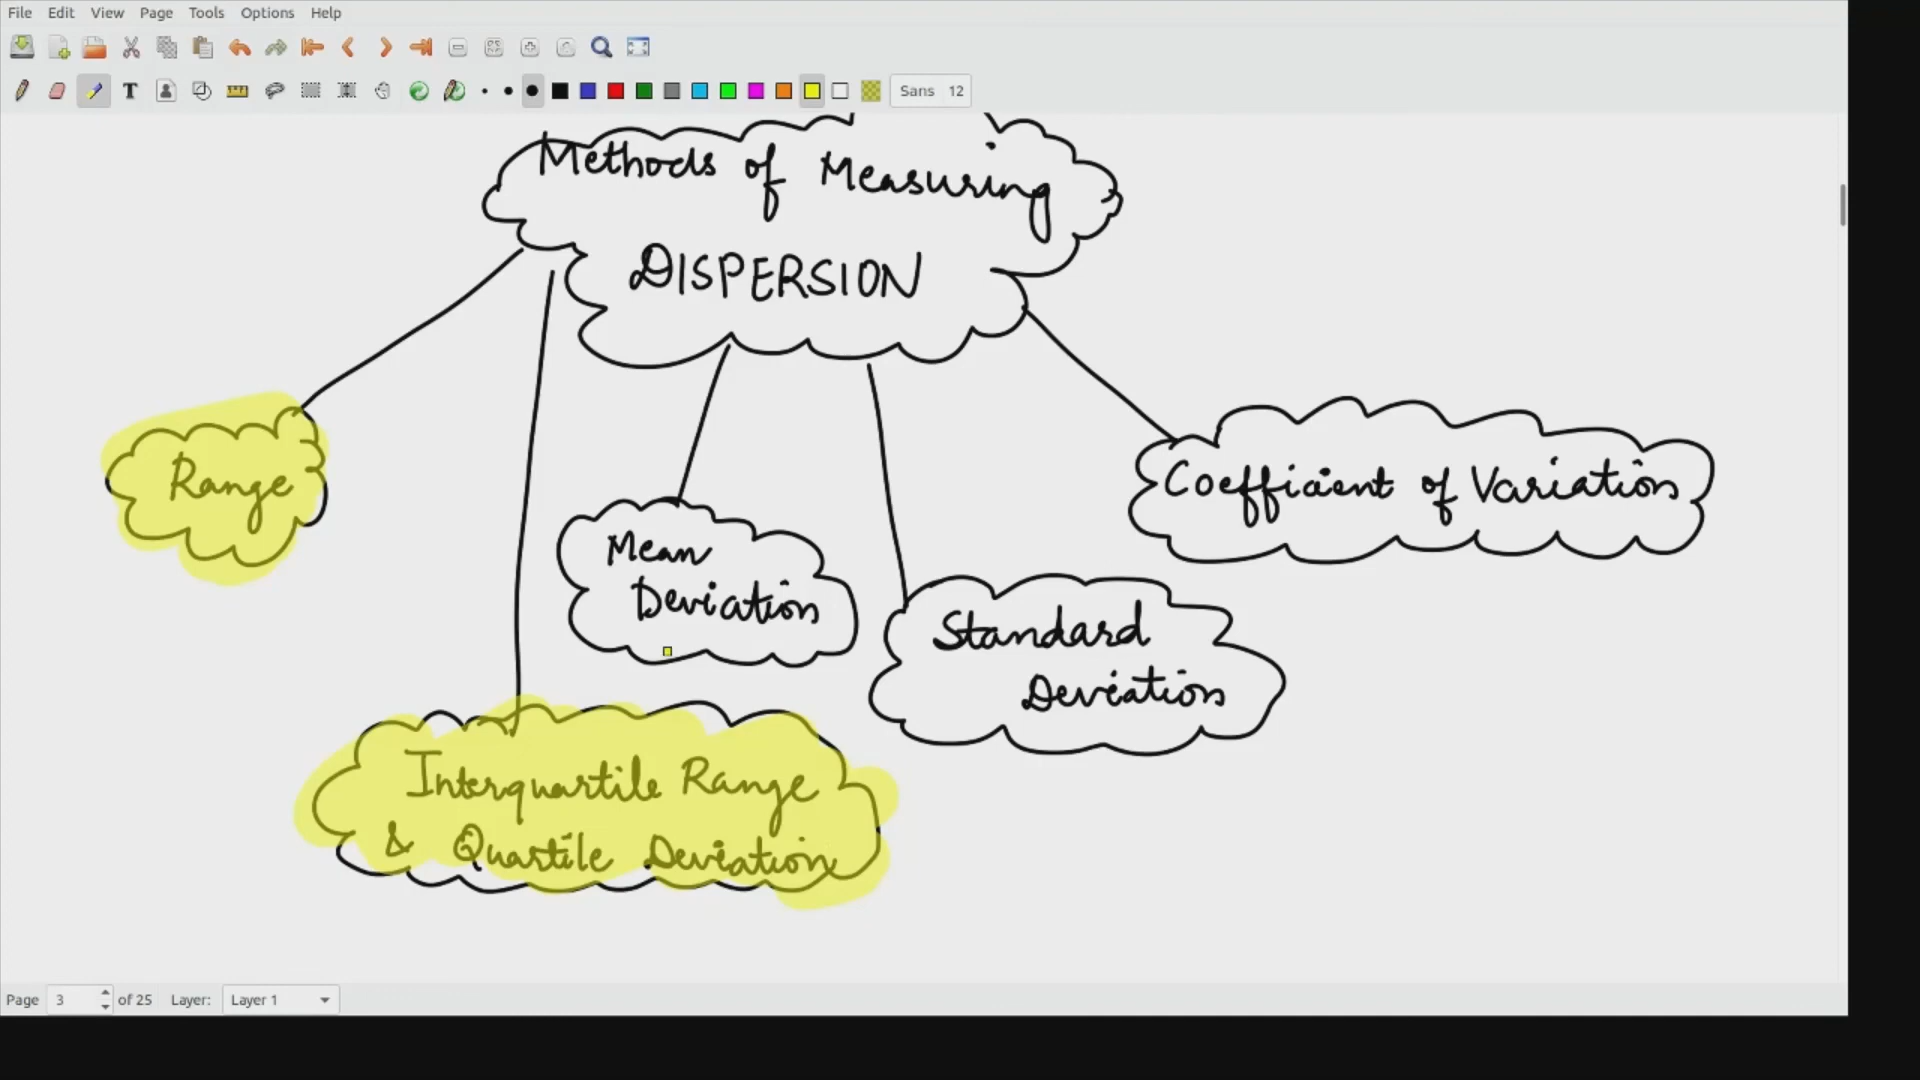 File Edit View Page Tools Options Help
Sans 12
Methods of Measuring
DISPERSION
Range
Coefficient of Variation
Mean
Deviation
Standard
Deviation
Interquartile Range
& Quartile Deviation
Page 3 of 25 Layer: Layer 1